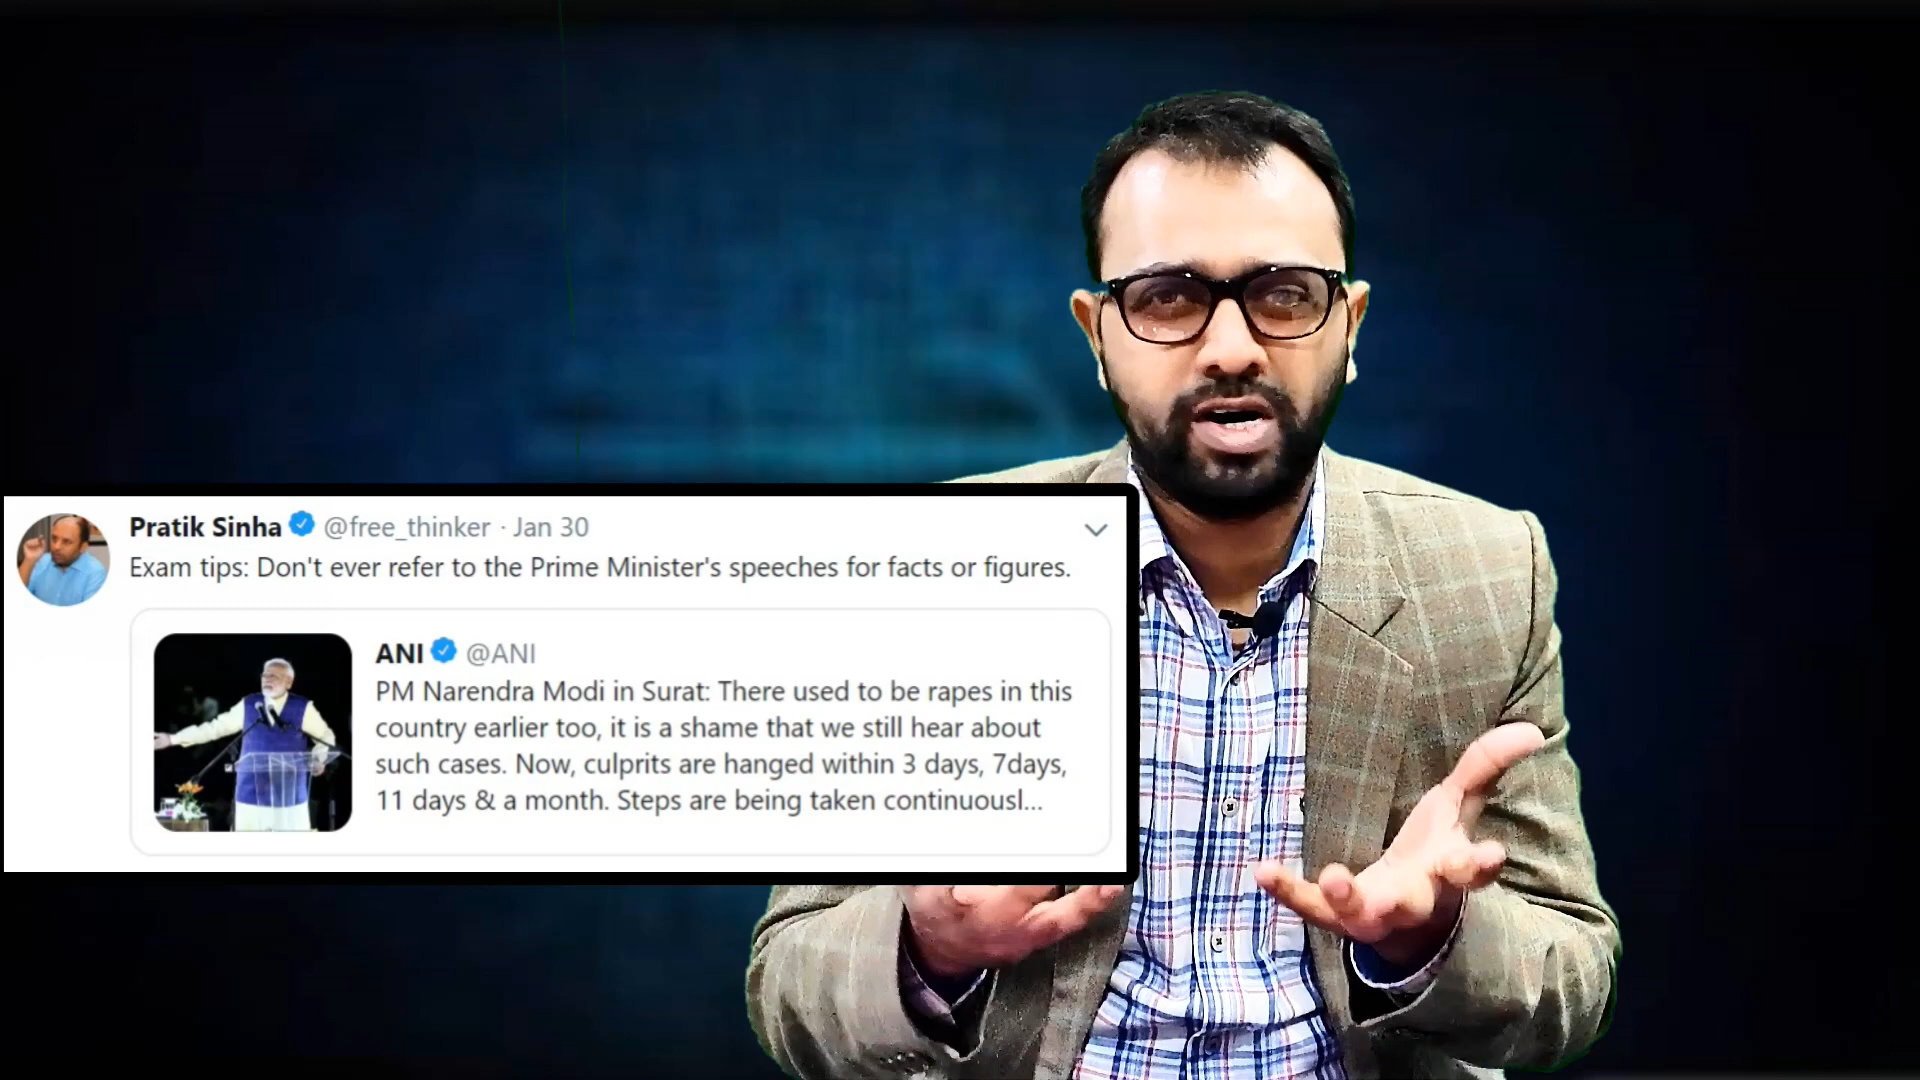 Pratik Sinha @free_thinker · Jan 30
Exam tips: Don't ever refer to the Prime Minister's speeches for facts or figures.
ANI @ANI
PM Narendra Modi in Surat: There used to be rapes in this
country earlier too, it is a shame that we still hear about
such cases. Now, culprits are hanged within 3 days, 7days,
11 days & a month. Steps are being taken continuousl...